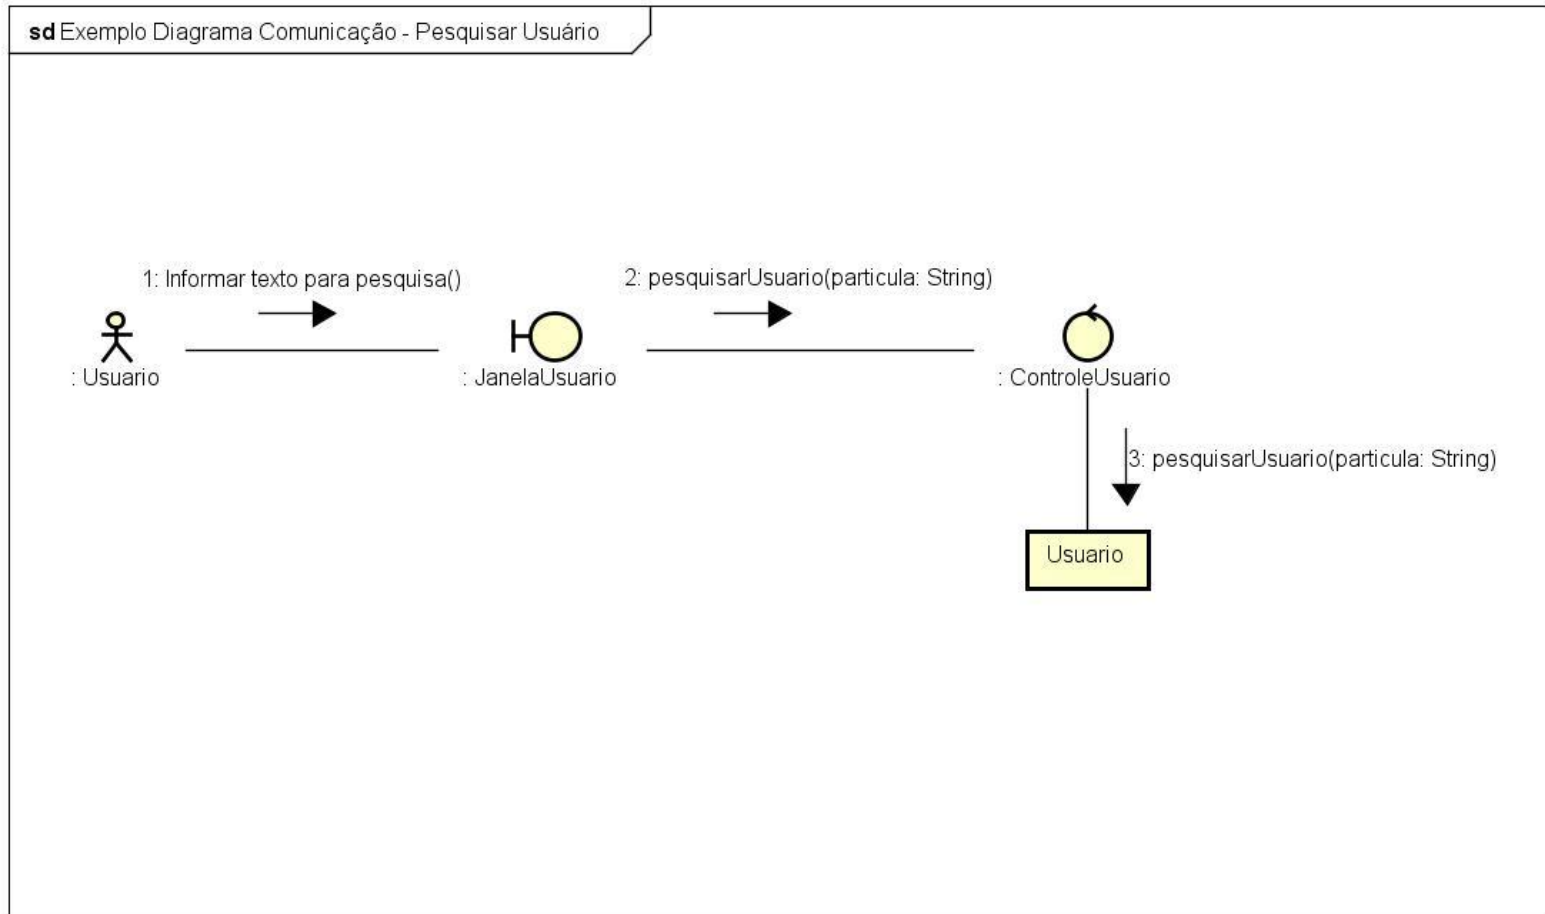 sd Exemplo Diagrama Comunicação - Pesquisar Usuário
1: Informar texto para pesquisa()
2: pesquisarUsuario(particula: String)
: Usuario
: JanelaUsuario
: ControleUsuario
3: pesquisarUsuario(particula: String)
Usuario